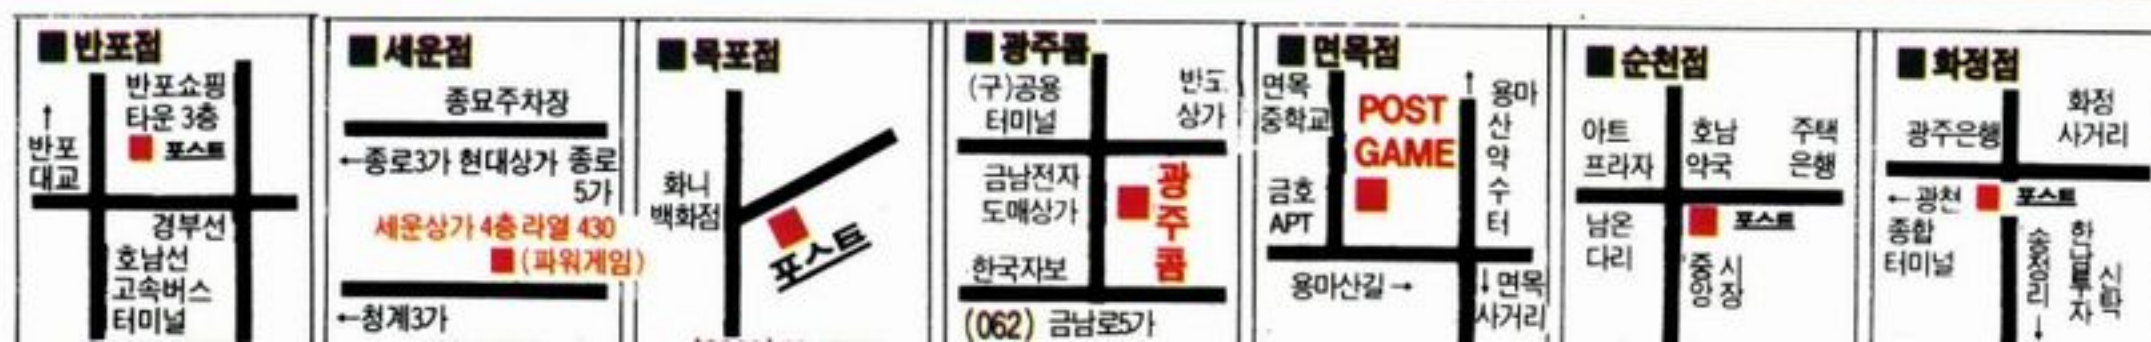 ■ 반포점
반포쇼핑
타운 3층
포스트
↑
반포
대교
경부선
호남선
고속버스
터미널
■ 세운점
종묘주차장
←종로3가 현대상가 종로
5가
세운상가 4층 라열 430
■ (파워게임)
←청계3가
■ 목포점
화니
백화점
포스트
■ 광주콤
(구)공용
터미널
반도
상가
금남전자
도매상가
광주콤
한국자보
(062) 금남로5가
■ 면목점
면목
중학교
POST
GAME
↑ 용마산약수터
금호
APT
용마산길→
↓면목
사거리
■ 순천점
아트
프라자
호남
약국
주택
은행
남온
다리
포스트
중앙시장
■ 화정점
화정
사거리
광주은행
←광천
종합
터미널
포스트
송정리↓
한남투자
신탁